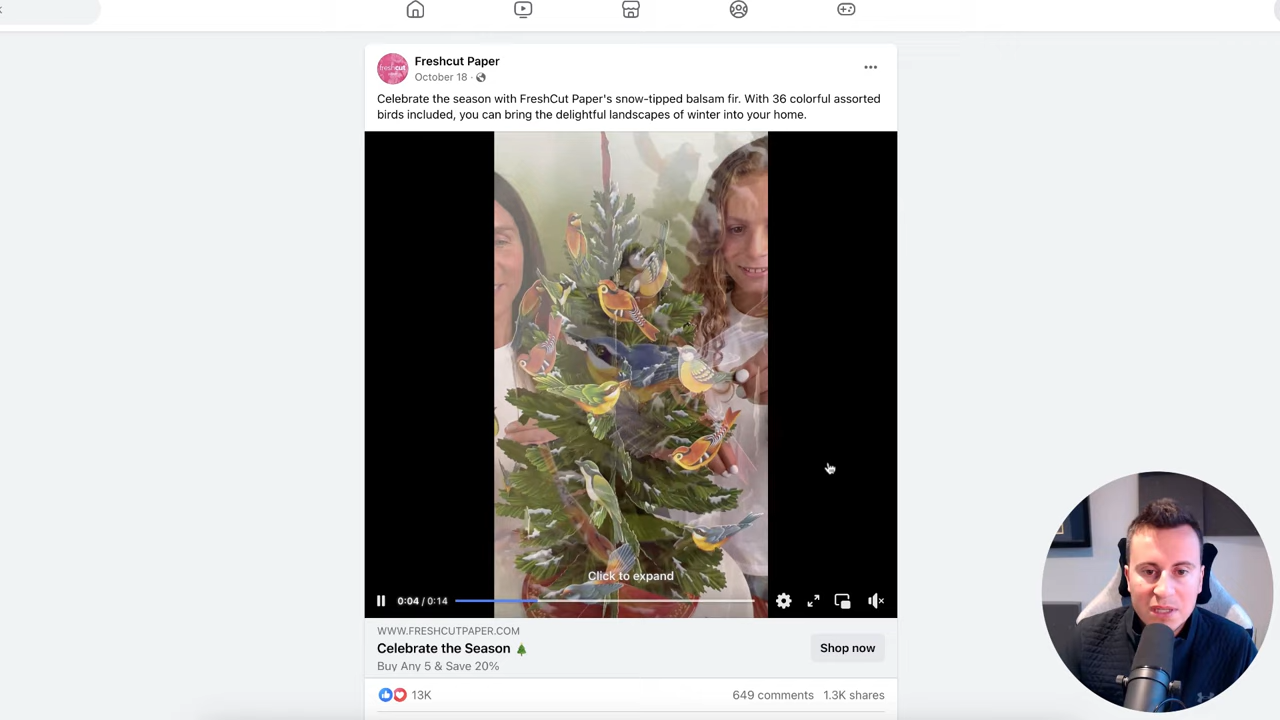 Freshcut Paper
October 18 ·
Celebrate the season with FreshCut Paper's snow-tipped balsam fir. With 36 colorful assorted
birds included, you can bring the delightful landscapes of winter into your home.
Click to expand
0:04 / 0:14
WWW.FRESHCUTPAPER.COM
Celebrate the Season
Buy Any 5 & Save 20%
Shop now
13K
649 comments 1.3K shares